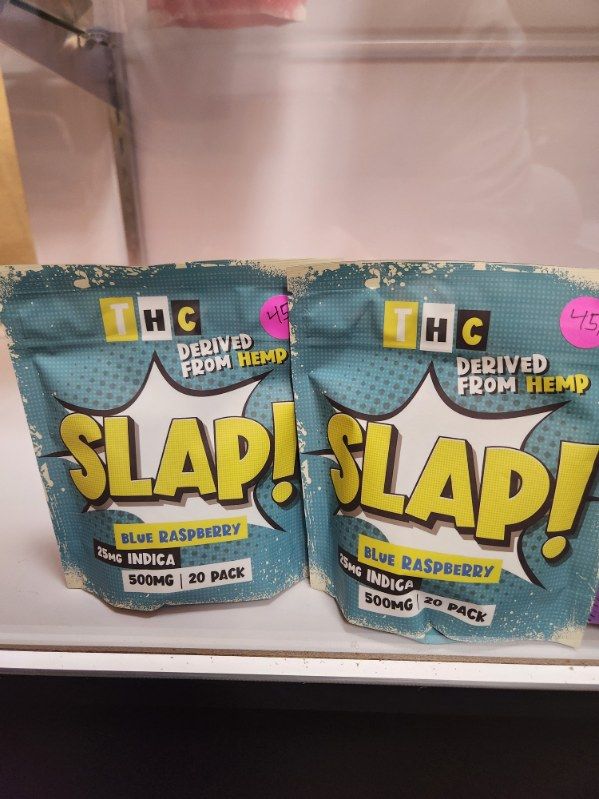 THC
DERIVED
FROM HEMP
45
SLAP!
BLUE RASPBERRY
25MG INDICA
500MG | 20 PACK
THC
DERIVED
FROM HEMP
45
SLAP!
BLUE RASPBERRY
25MG INDICA
500MG | 20 PACK